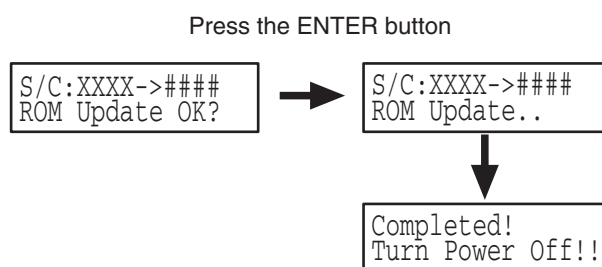 Press the ENTER button
S/C:XXXX->####
ROM Update OK?
S/C:XXXX->####
ROM Update..
Completed!
Turn Power Off!!